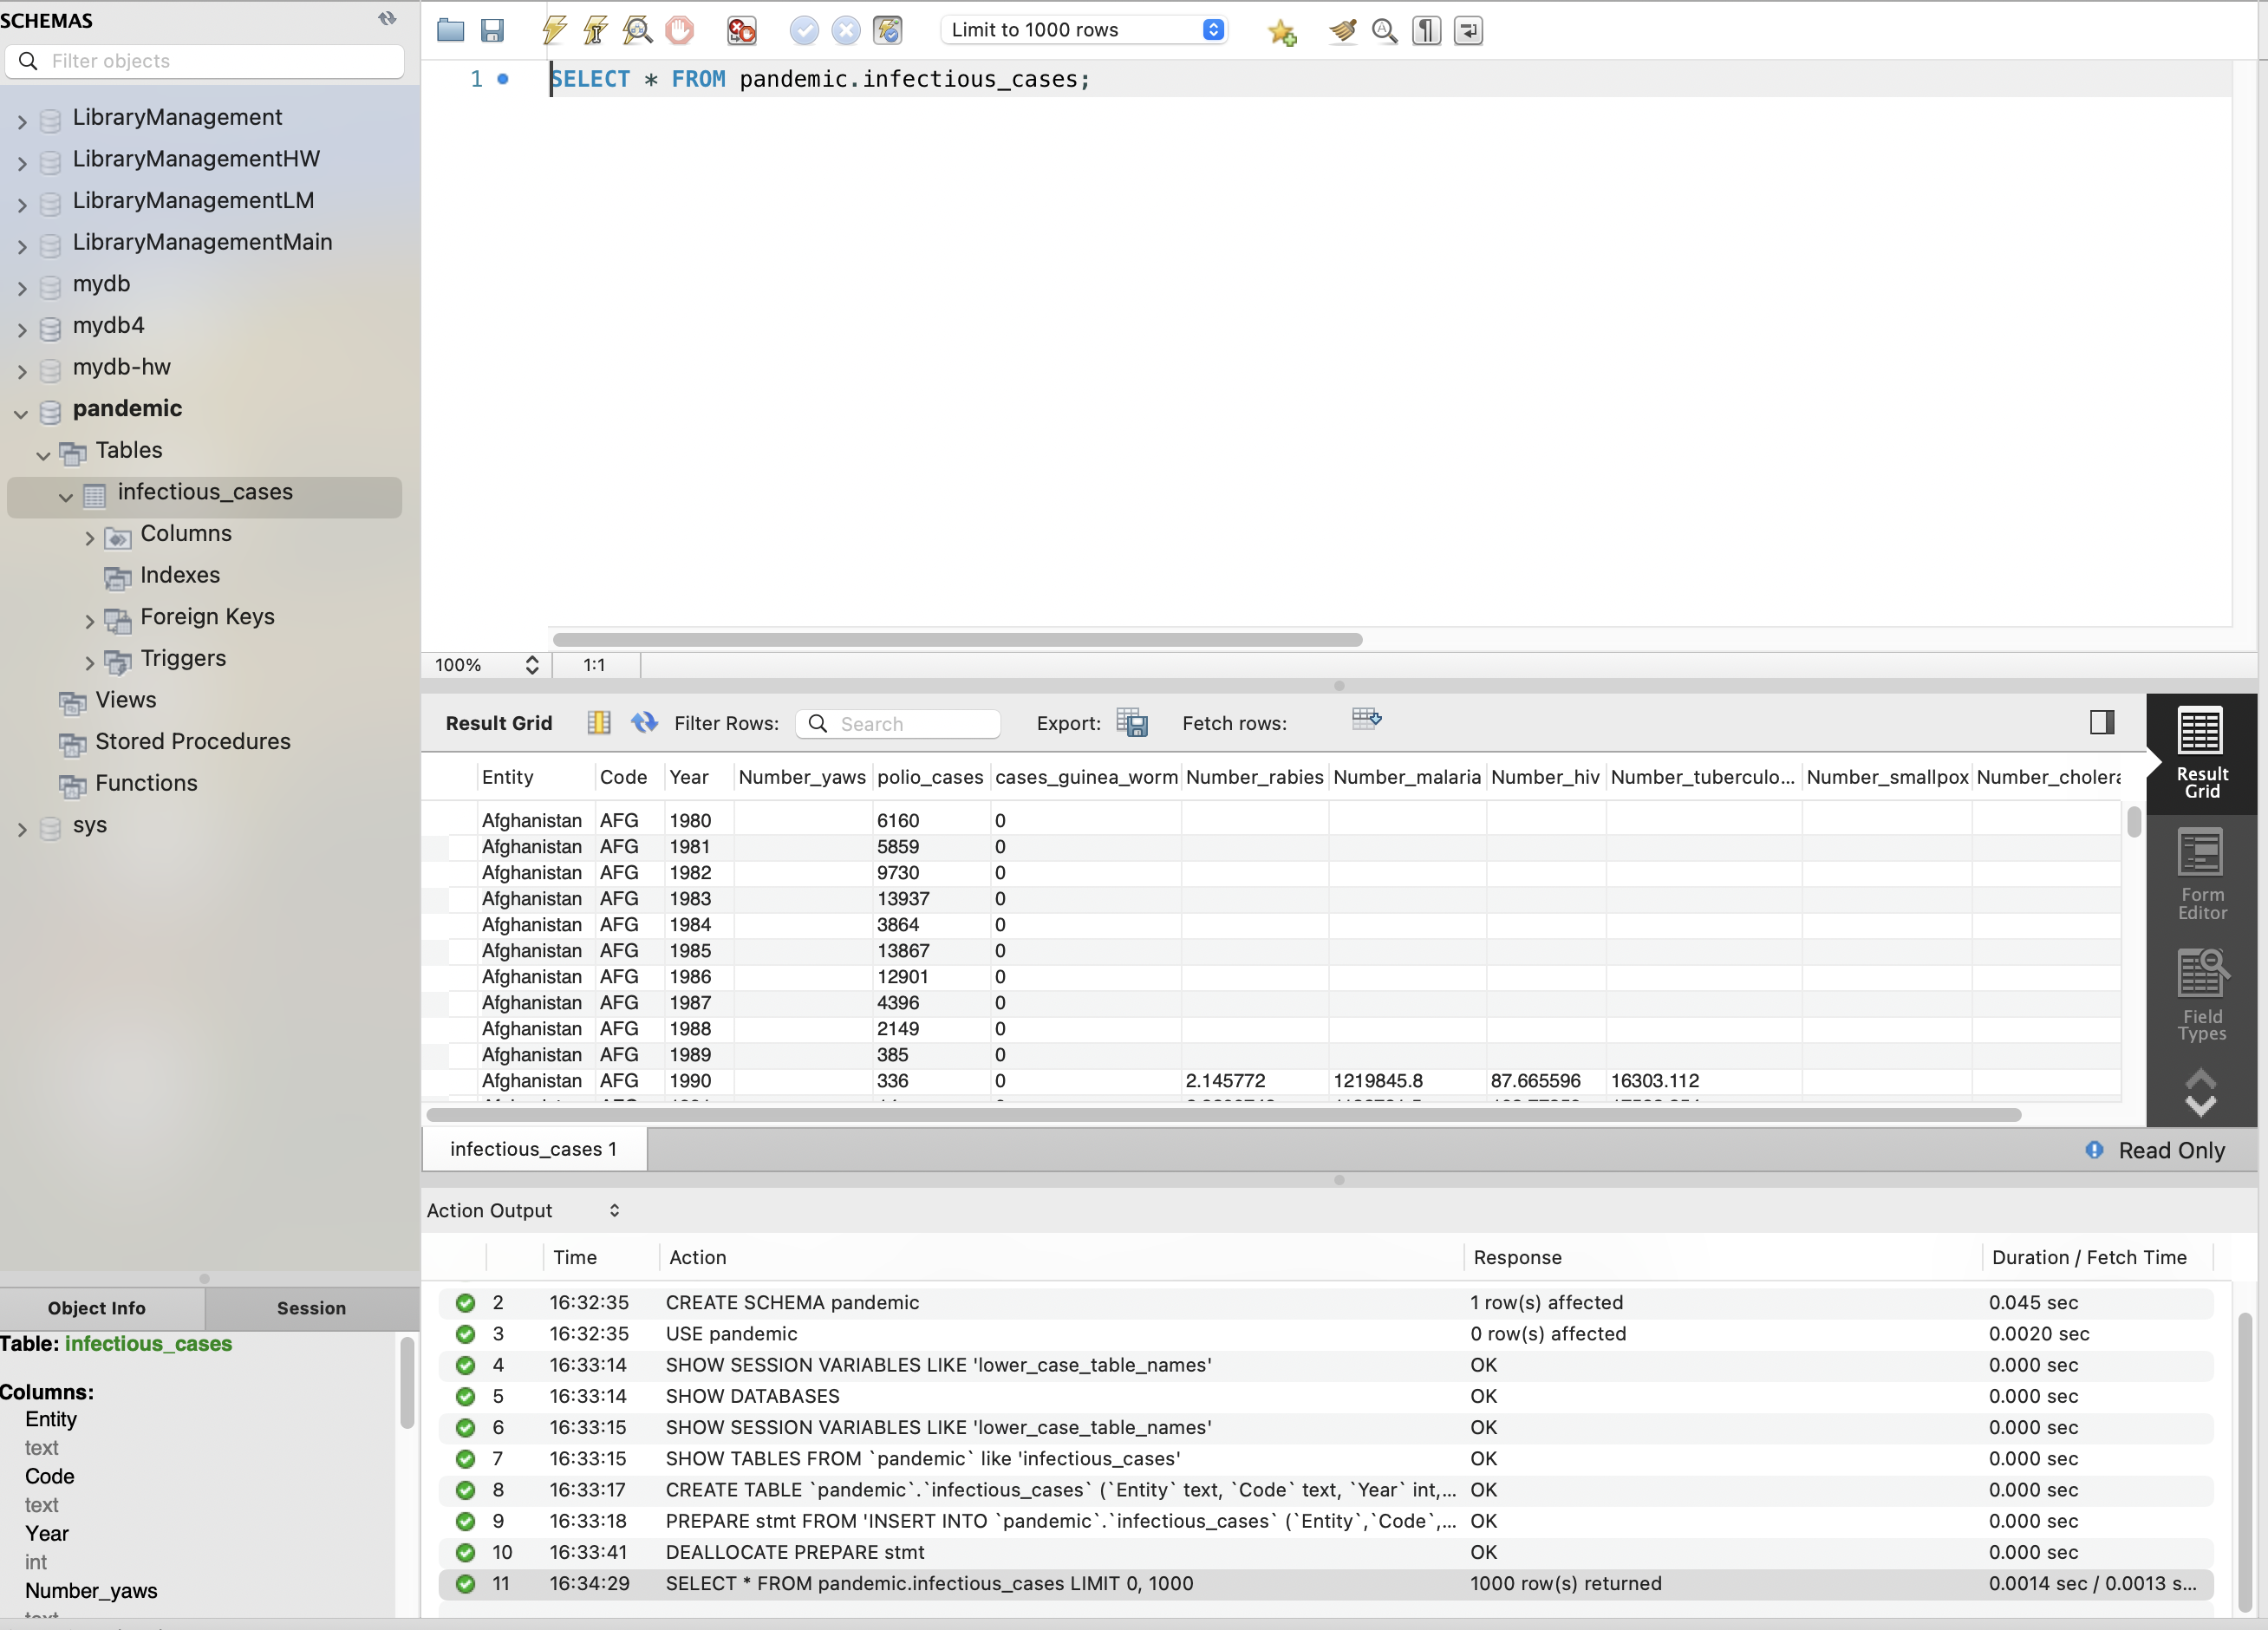 SCHEMAS
Filter objects
LibraryManagement
LibraryManagementHW
LibraryManagementLM
LibraryManagementMain
mydb
mydb4
mydb-hw
pandemic
Tables
infectious_cases
Columns
Indexes
Foreign Keys
Triggers
Views
Stored Procedures
Functions
sys
Object Info Session
Table: infectious_cases
Columns:
Entity
text
Code
text
Year
int
Number_yaws
text
Limit to 1000 rows
1 SELECT * FROM pandemic.infectious_cases;
100% 1:1
Result Grid Filter Rows: Search Export: Fetch rows:
Entity Code Year Number_yaws polio_cases cases_guinea_worm Number_rabies Number_malaria Number_hiv Number_tuberculo... Number_smallpox Number_cholera
Afghanistan AFG 1980 6160 0
Afghanistan AFG 1981 5859 0
Afghanistan AFG 1982 9730 0
Afghanistan AFG 1983 13937 0
Afghanistan AFG 1984 3864 0
Afghanistan AFG 1985 13867 0
Afghanistan AFG 1986 12901 0
Afghanistan AFG 1987 4396 0
Afghanistan AFG 1988 2149 0
Afghanistan AFG 1989 385 0
Afghanistan AFG 1990 336 0 2.145772 1219845.8 87.665596 16303.112
Result
Grid
Form
Editor
Field
Types
infectious_cases 1 Read Only
Action Output
Time Action Response Duration / Fetch Time
2 16:32:35 CREATE SCHEMA pandemic 1 row(s) affected 0.045 sec
3 16:32:35 USE pandemic 0 row(s) affected 0.0020 sec
4 16:33:14 SHOW SESSION VARIABLES LIKE 'lower_case_table_names' OK 0.000 sec
5 16:33:14 SHOW DATABASES OK 0.000 sec
6 16:33:15 SHOW SESSION VARIABLES LIKE 'lower_case_table_names' OK 0.000 sec
7 16:33:15 SHOW TABLES FROM `pandemic` like 'infectious_cases' OK 0.000 sec
8 16:33:17 CREATE TABLE `pandemic`.`infectious_cases` (`Entity` text, `Code` text, `Year` int,... OK 0.000 sec
9 16:33:18 PREPARE stmt FROM 'INSERT INTO `pandemic`.`infectious_cases` (`Entity`,`Code`,... OK 0.000 sec
10 16:33:41 DEALLOCATE PREPARE stmt OK 0.000 sec
11 16:34:29 SELECT * FROM pandemic.infectious_cases LIMIT 0, 1000 1000 row(s) returned 0.0014 sec / 0.0013 s...